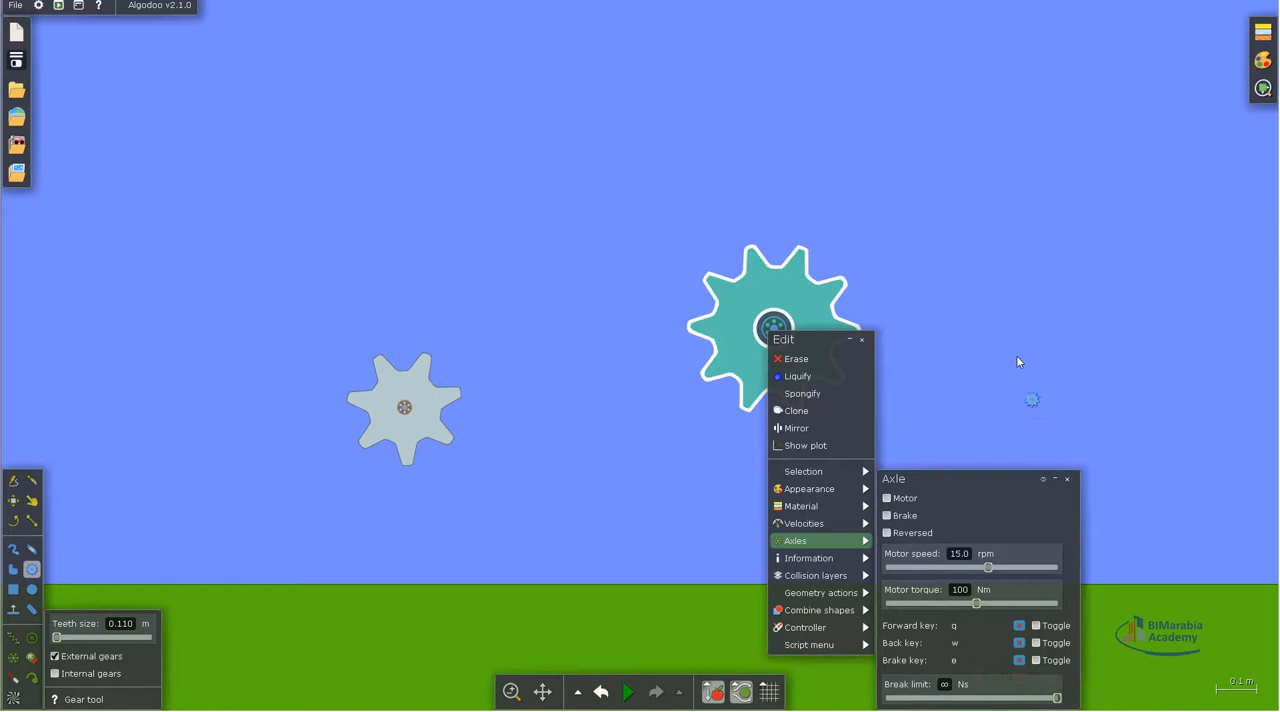 File ? Algodoo v2.1.0
Edit
Erase
Liquify
Spongify
Clone
Mirror
Show plot
Selection
Appearance
Material
Velocities
Axles
Information
Collision layers
Geometry actions
Combine shapes
Controller
Script menu
Axle
Motor
Brake
Reversed
Motor speed: 15.0 rpm
Motor torque: 100 Nm
Forward key: q Toggle
Back key: w Toggle
Brake key: e Toggle
Break limit: ∞ Ns
Teeth size: 0.110 m
External gears
Internal gears
? Gear tool
BIMarabia
Academy
0.1 m